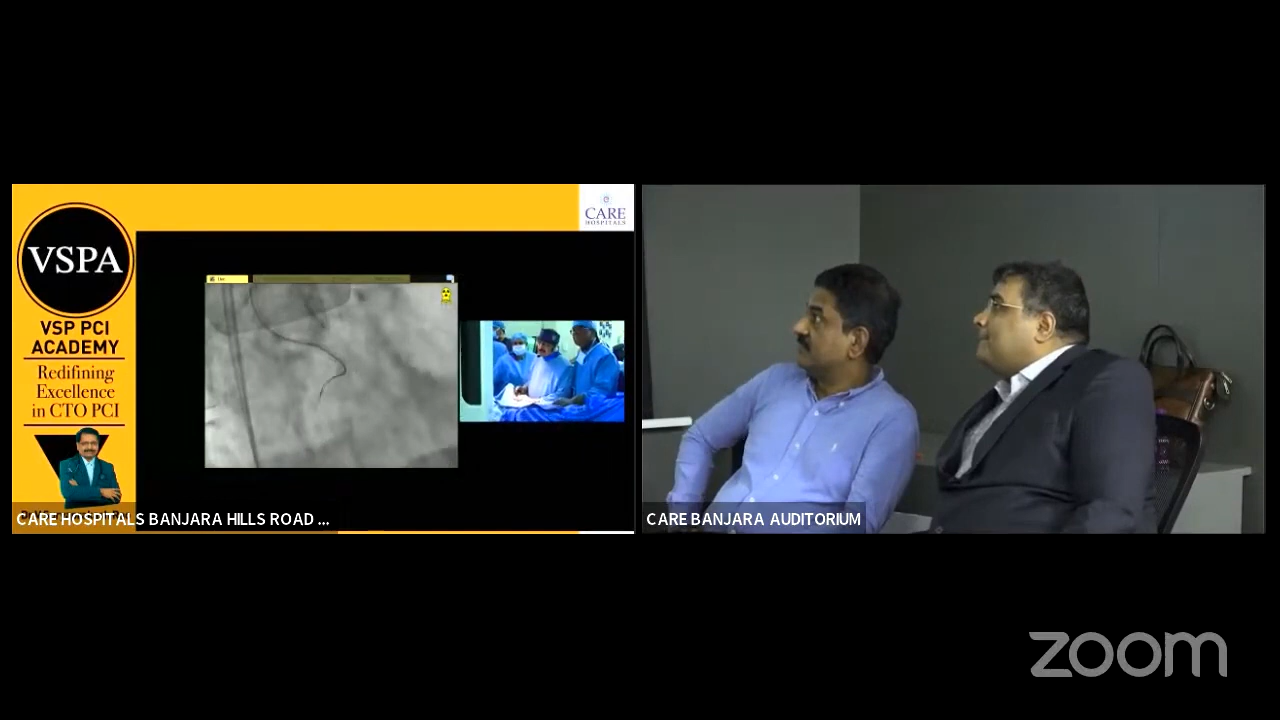 VSPA
VSP PCI
ACADEMY
Redifining
Excellence
in CTO PCI
CARE
HOSPITALS
CARE HOSPITALS BANJARA HILLS ROAD ...
CARE BANJARA AUDITORIUM
zoom